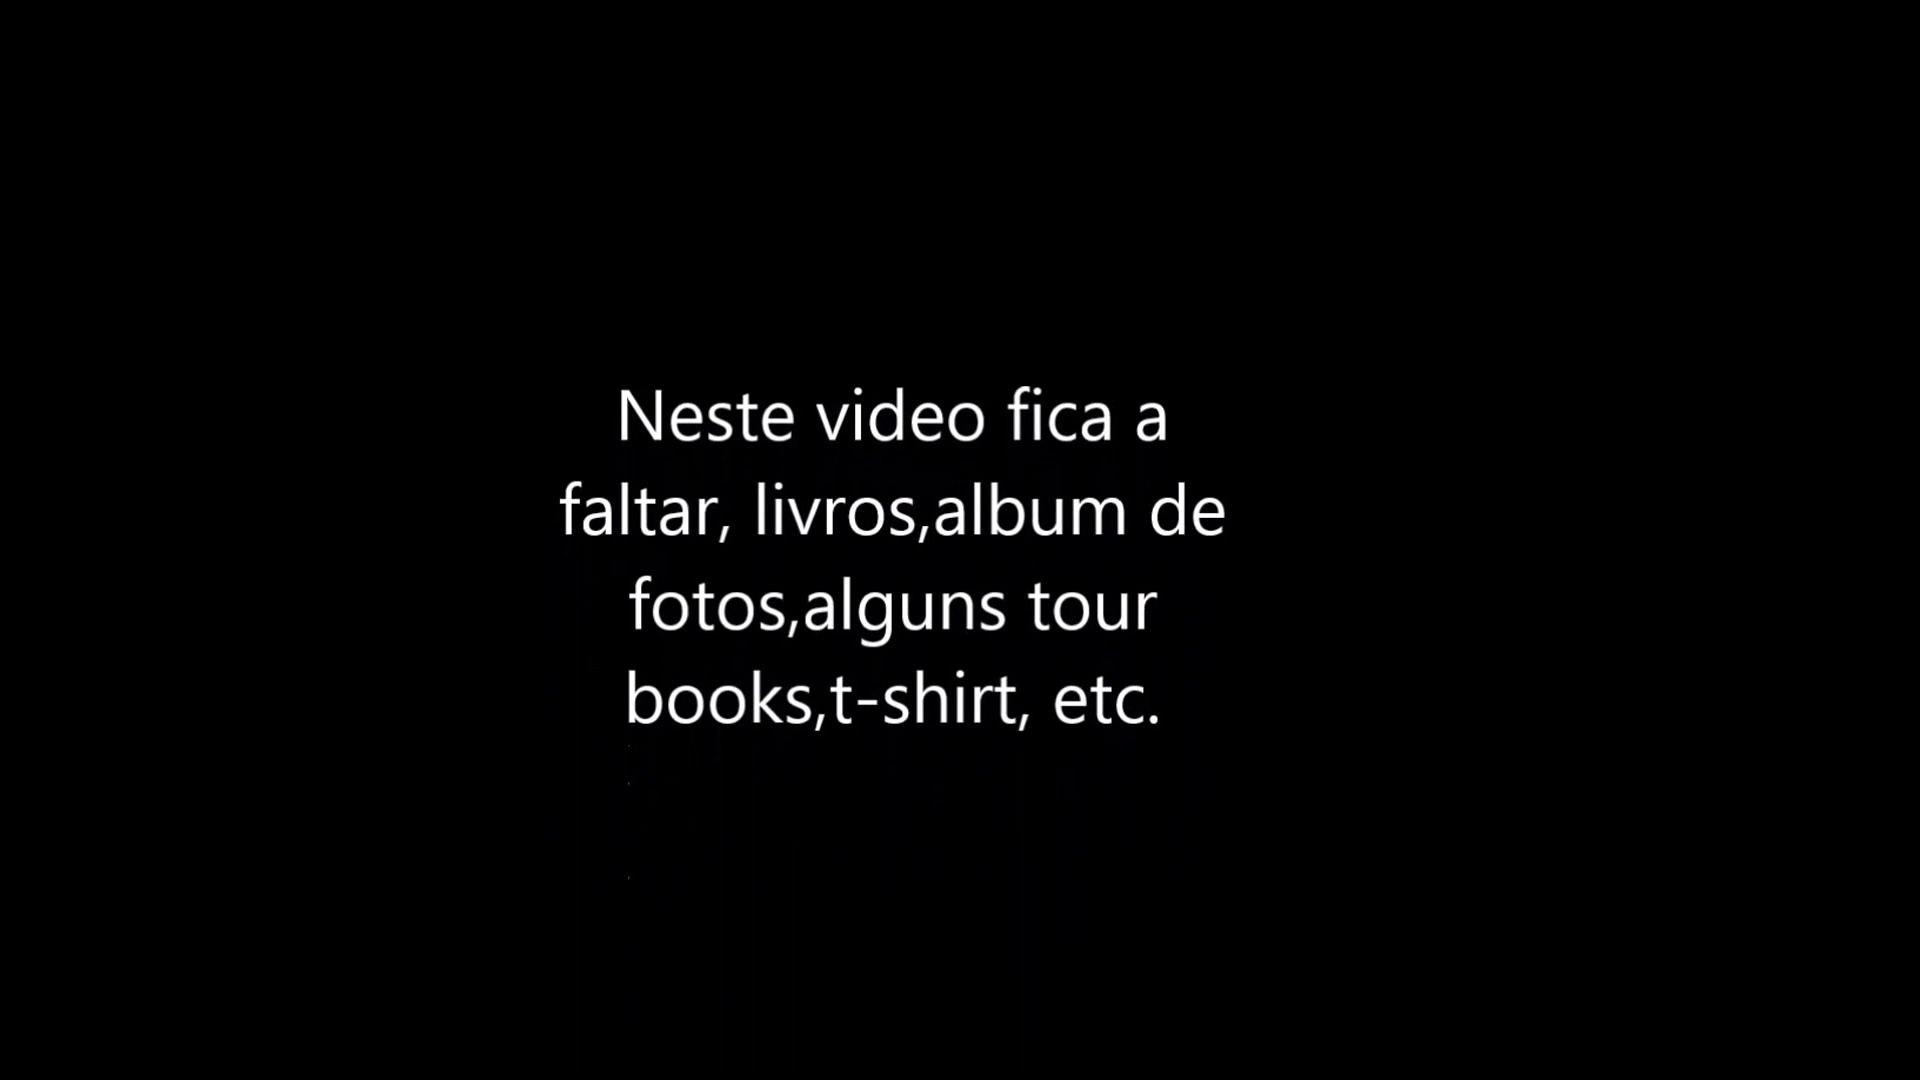 Neste video fica a
faltar, livros,album de
fotos,alguns tour
books,t-shirt, etc.